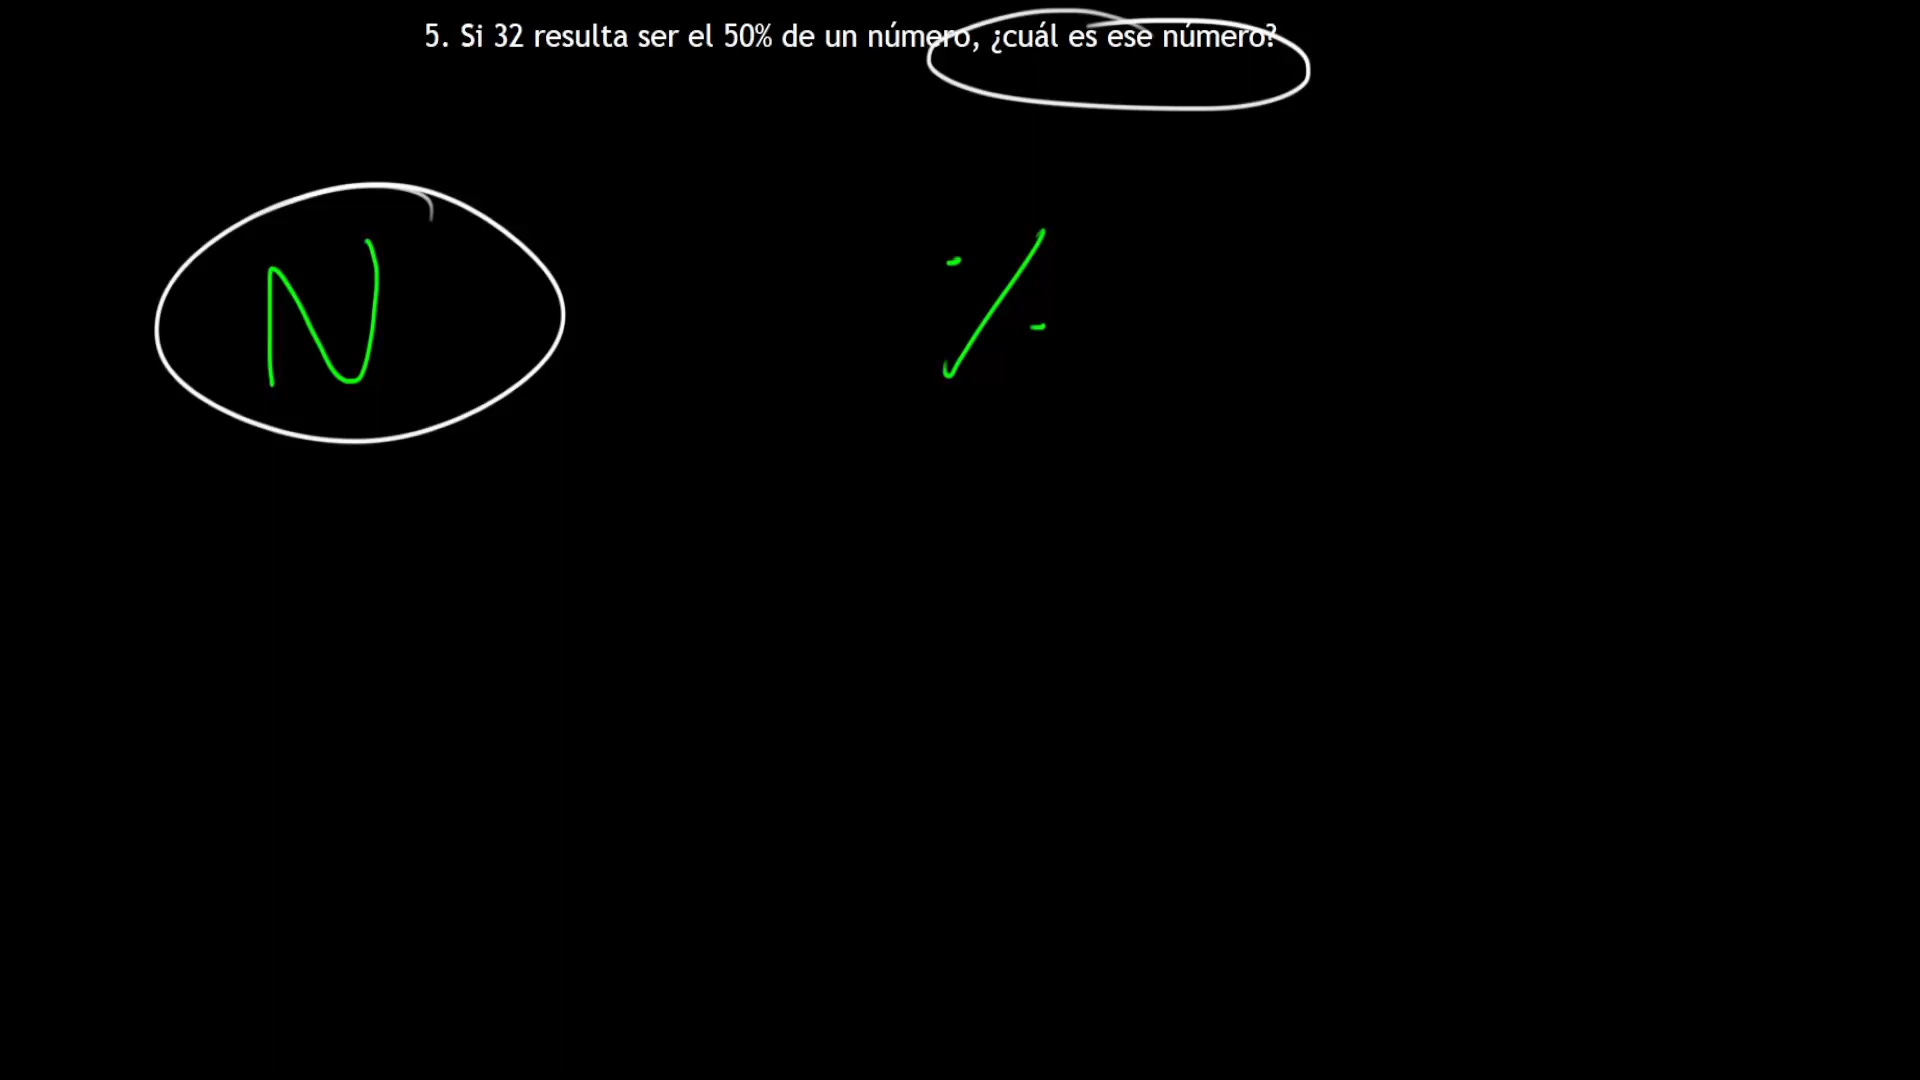 5. Si 32 resulta ser el 50% de un número, ¿cuál es ese número?
N %